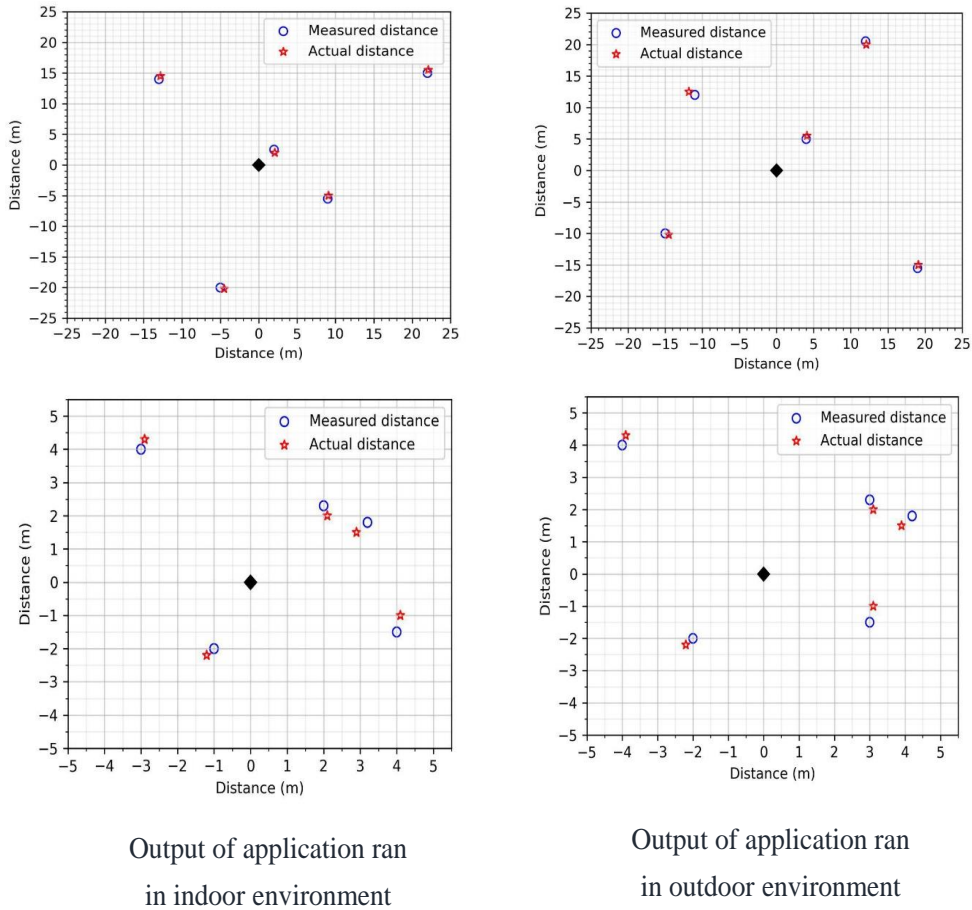 25
20
15
10
5
0
−5
−10
−15
−20
−25
Distance (m)
Measured distance
Actual distance
−25 −20 −15 −10 −5 0 5 10 15 20 25
Distance (m)
25
20
15
10
5
0
−5
−10
−15
−20
−25
Distance (m)
Measured distance
Actual distance
−25 −20 −15 −10 −5 0 5 10 15 20 25
Distance (m)
5
4
3
2
1
0
−1
−2
−3
−4
−5
Distance (m)
Measured distance
Actual distance
−5 −4 −3 −2 −1 0 1 2 3 4 5
Distance (m)
5
4
3
2
1
0
−1
−2
−3
−4
−5
Distance (m)
Measured distance
Actual distance
−5 −4 −3 −2 −1 0 1 2 3 4 5
Distance (m)
Output of application ran
in indoor environment
Output of application ran
in outdoor environment